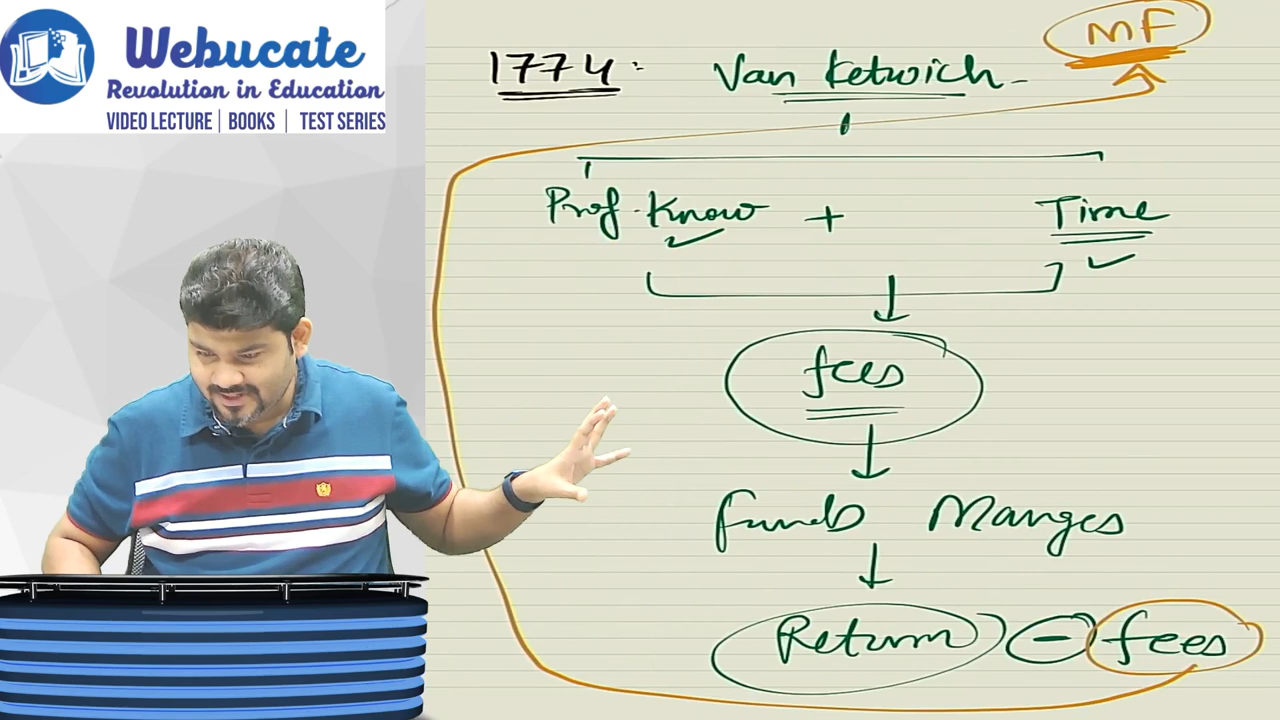 Webucate
Revolution in Education
VIDEO LECTURE | BOOKS | TEST SERIES
MF
1774: Van Ketwich
Prof. Know + Time
fees
Funds Manges
Return - fees